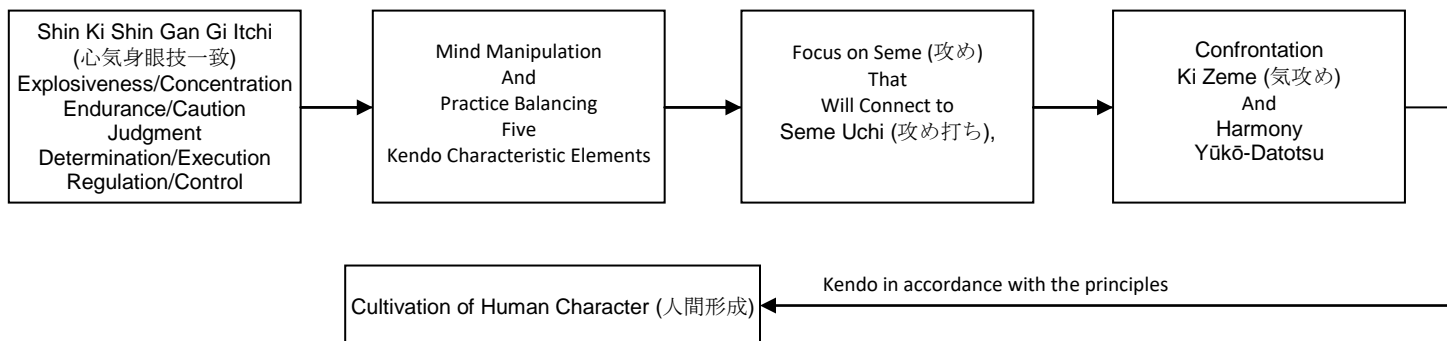 Shin Ki Shin Gan Gi Itchi
(心気身眼技一致)
Explosiveness/Concentration
Endurance/Caution
Judgment
Determination/Execution
Regulation/Control
Mind Manipulation
And
Practice Balancing
Five
Kendo Characteristic Elements
Focus on Seme (攻め)
That
Will Connect to
Seme Uchi (攻め打ち),
Confrontation
Ki Zeme (気攻め)
And
Harmony
Yūkō-Datotsu
Kendo in accordance with the principles
Cultivation of Human Character (人間形成)